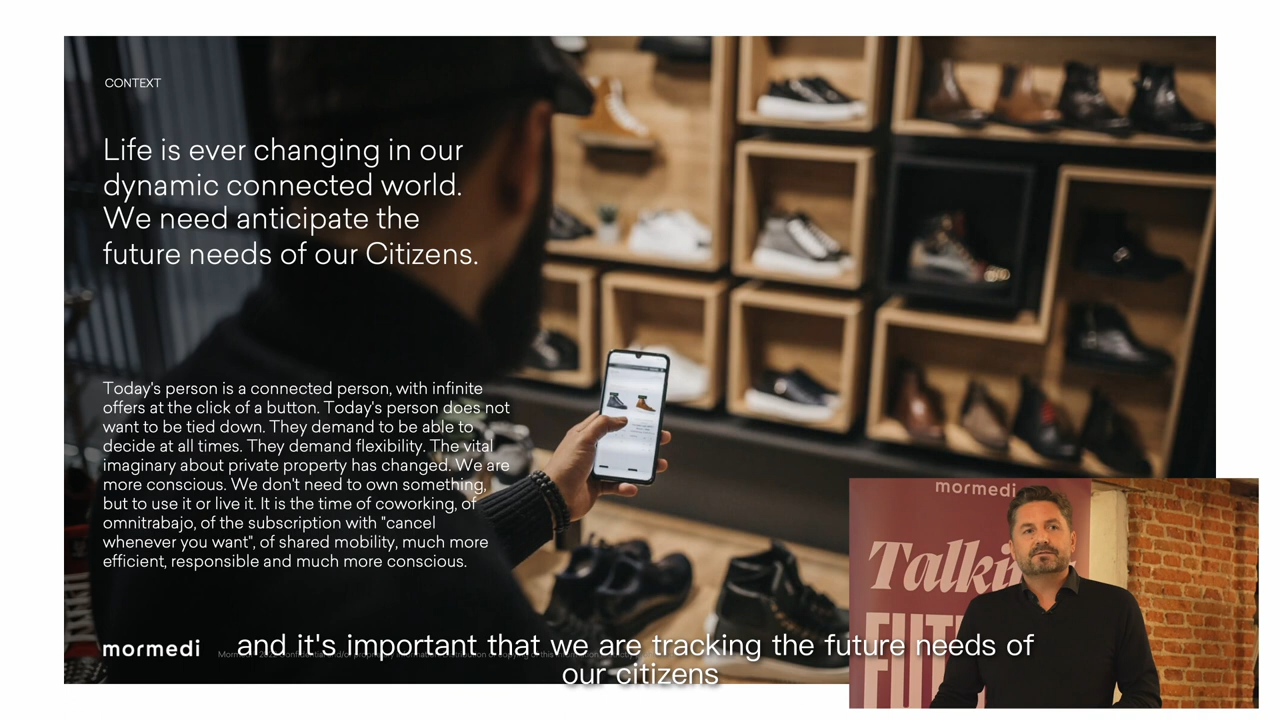 CONTEXT
Life is ever changing in our
dynamic connected world.
We need anticipate the
future needs of our Citizens.
Today's person is a connected person, with infinite
offers at the click of a button. Today's person does not
want to be tied down. They demand to be able to
decide at all times. They demand flexibility. The vital
imaginary about private property has changed. We are
more conscious. We don't need to own something,
but to use it or live it. It is the time of coworking, of
omnitrabajo, of the subscription with "cancel
whenever you want", of shared mobility, much more
efficient, responsible and much more conscious.
mormedi
mormedi
and it's important that we are tracking the future needs of
our citizens